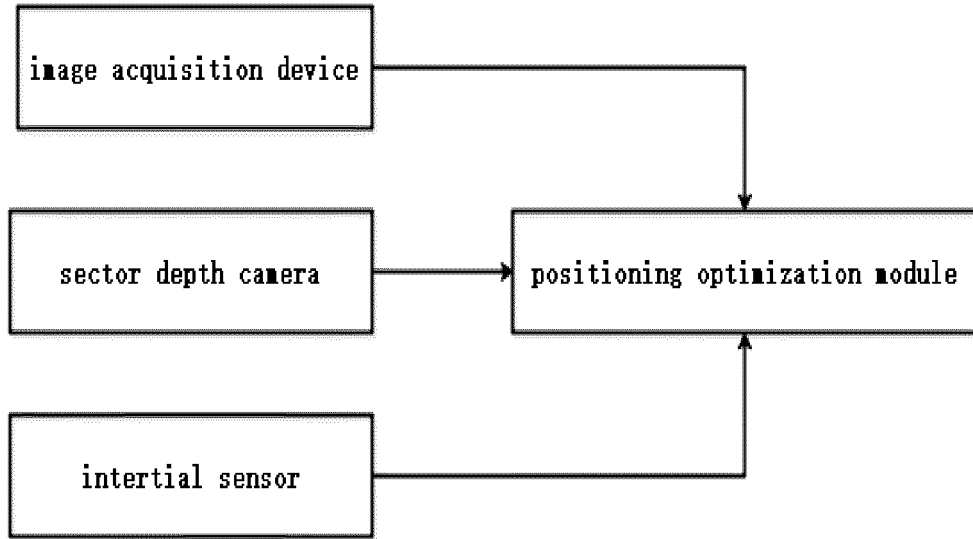 image acquisition device
sector depth camera
positioning optimization module
intertial sensor